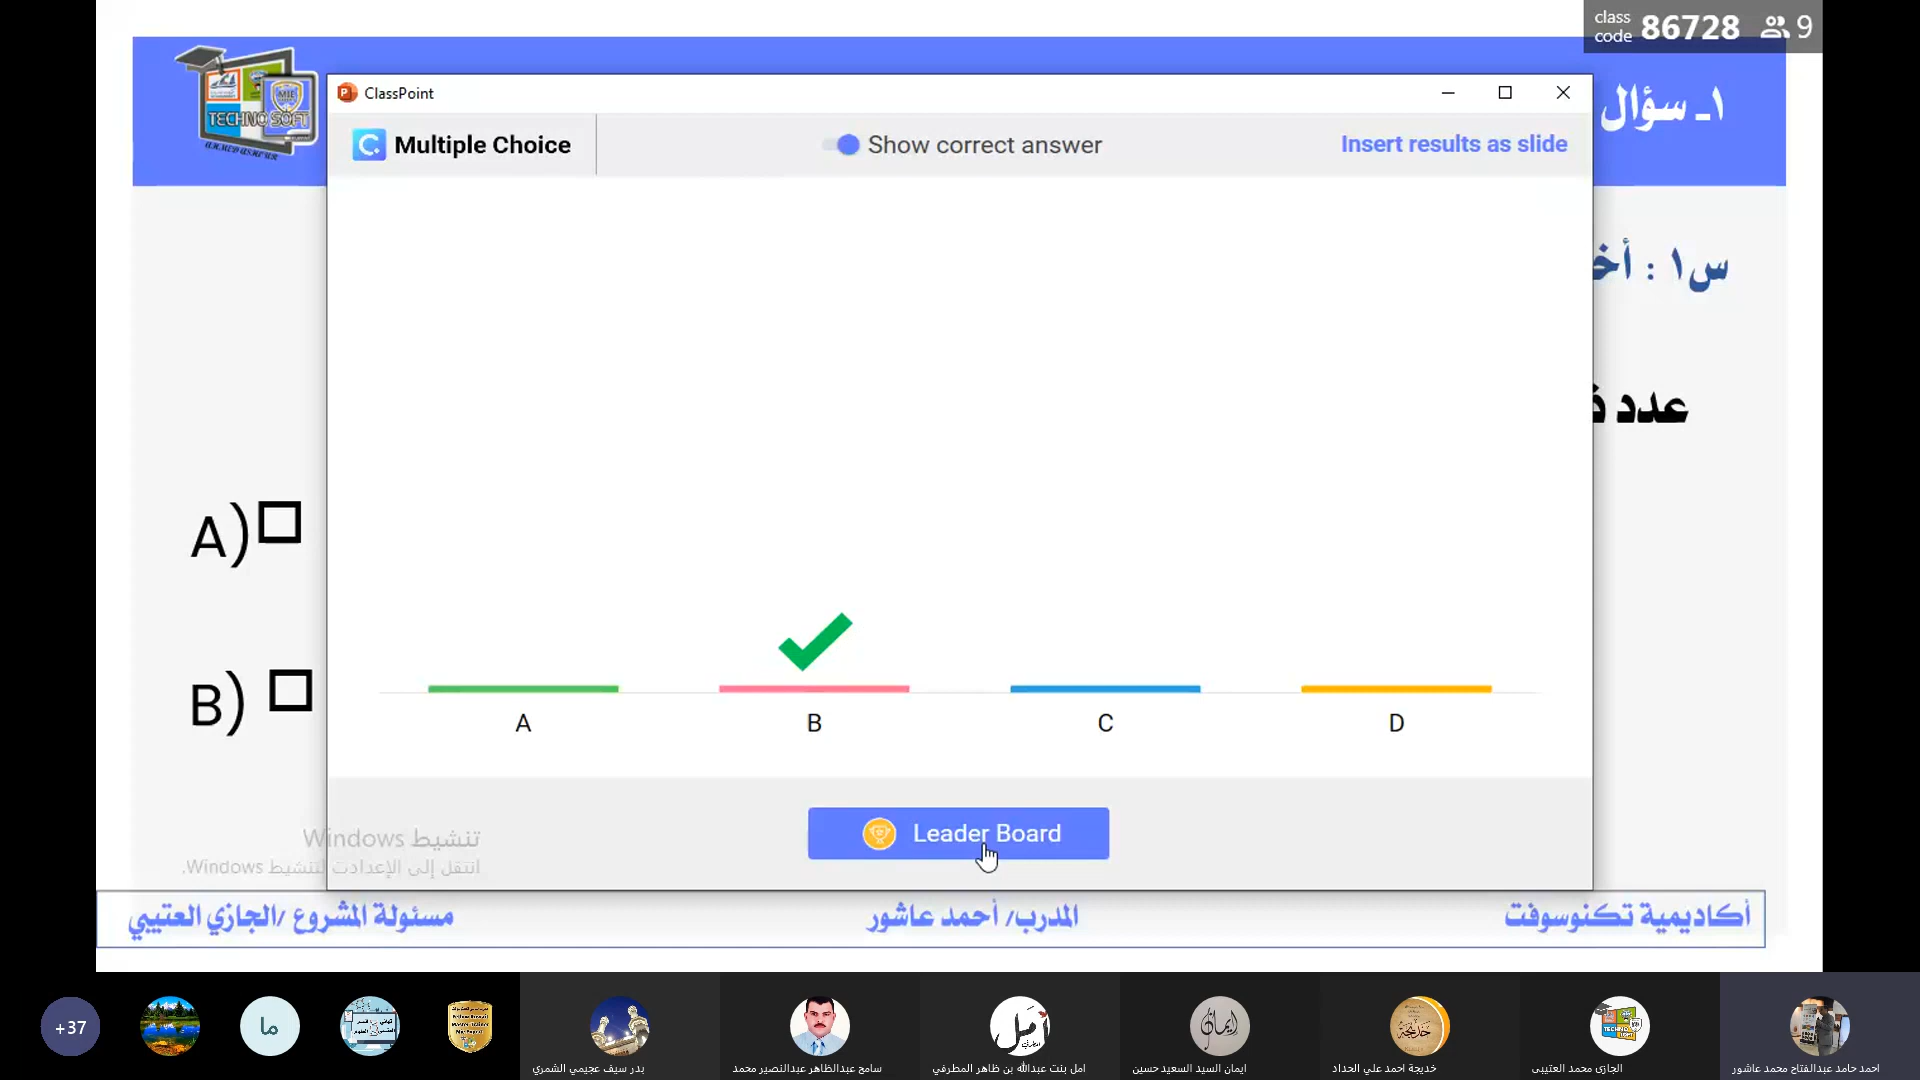 class code 86728 9
TECHNO SOFT
AHMED ASHOUR
١ـ سؤال
ClassPoint
Multiple Choice
Show correct answer
Insert results as slide
س١ : أخ
عدد
A)
B)
A
B
C
D
Leader Board
تنشيط Windows
انتقل إلى الإعدادت لتنشيط Windows.
أكاديمية تكنوسوفت
المدرب/ أحمد عاشور
مسئولة المشروع /الجازي العتيبي
+37
ما
بدر سيف عجيمي الشمري
سامح عبدالظاهر عبدالنصير محمد
امل بنت عبدالله بن ظاهر المطرفي
ايمان السيد السعيد حسين
خديجة احمد علي الحداد
الجازى محمد العتيبى
احمد حامد عبدالفتاح محمد عاشور